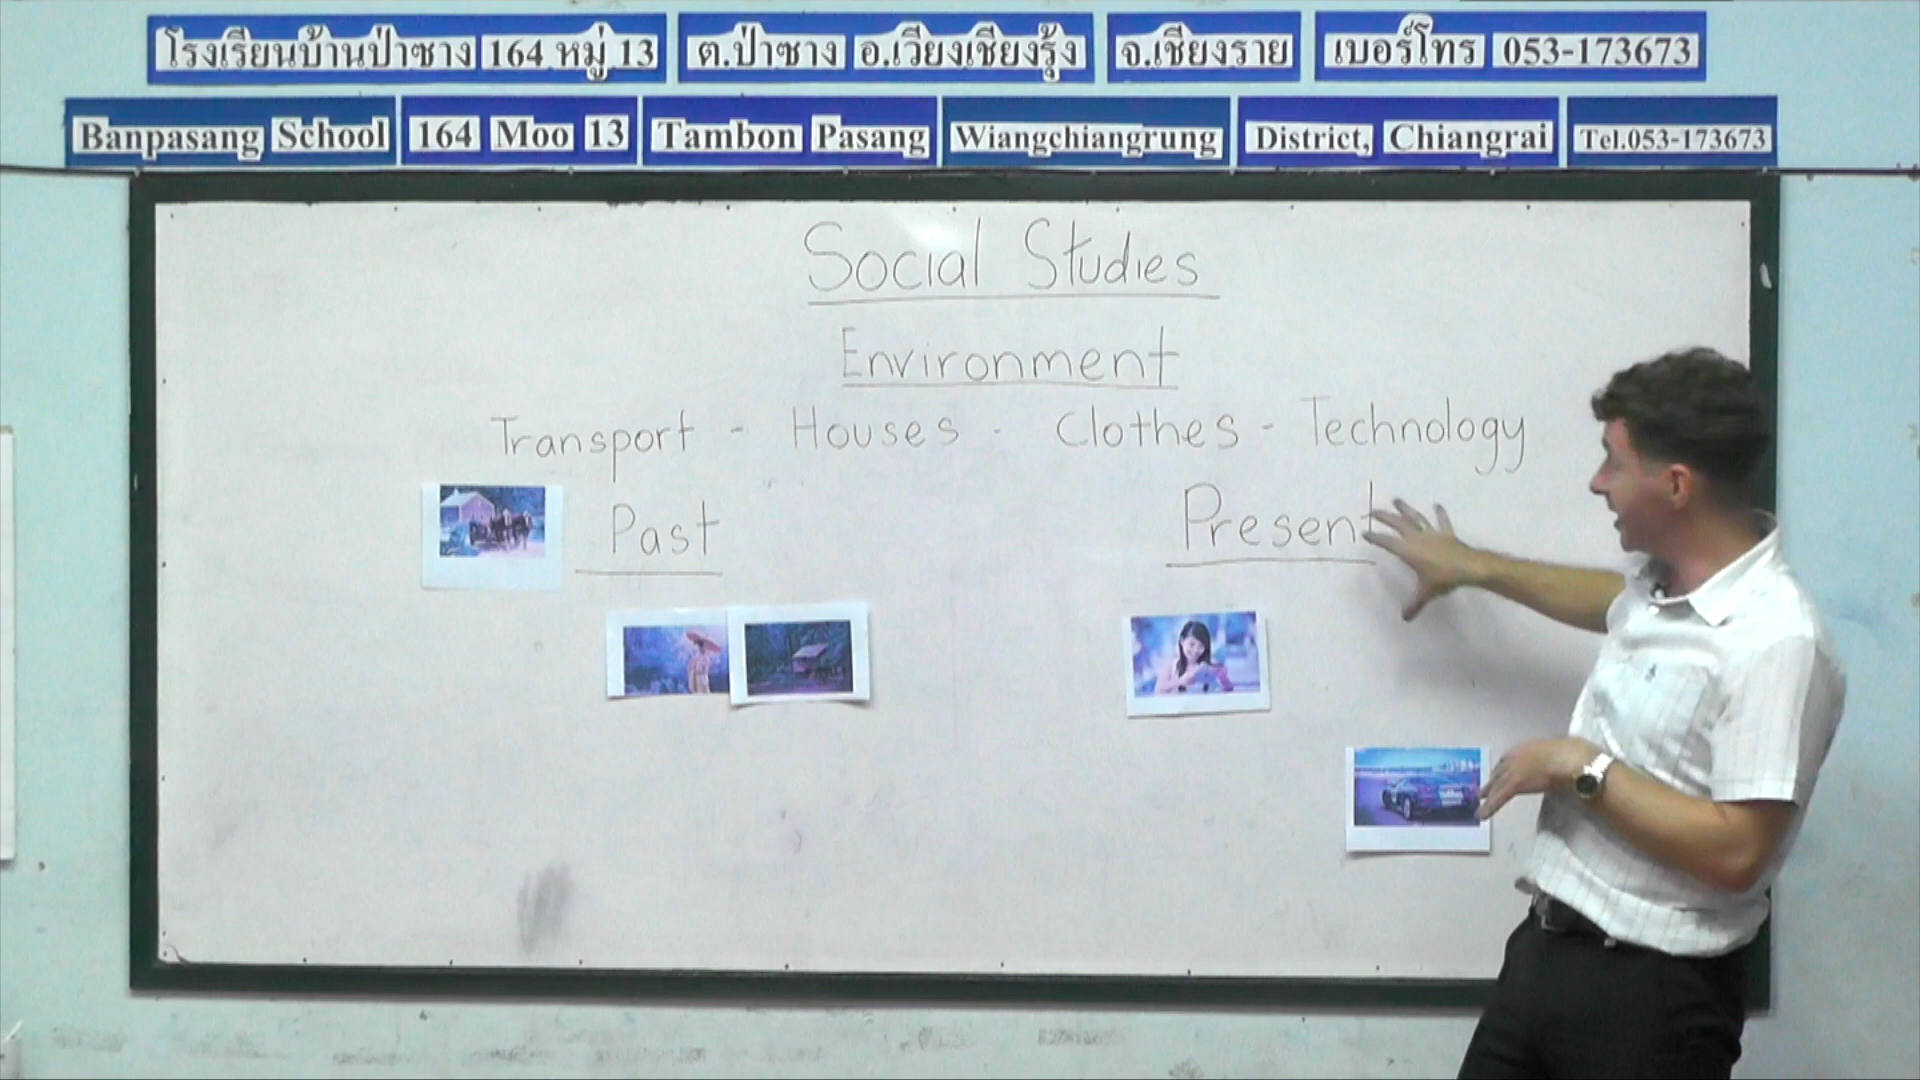 โรงเรียนบ้านป่าซาง 164 หมู่ 13 ต.ป่าซาง อ.เวียงเชียงรุ้ง จ.เชียงราย เบอร์โทร 053-173673
Banpasang School 164 Moo 13 Tambon Pasang Wiangchiangrung District, Chiangrai Tel.053-173673
Social Studies
Environment
Transport - Houses - Clothes - Technology
Past Present